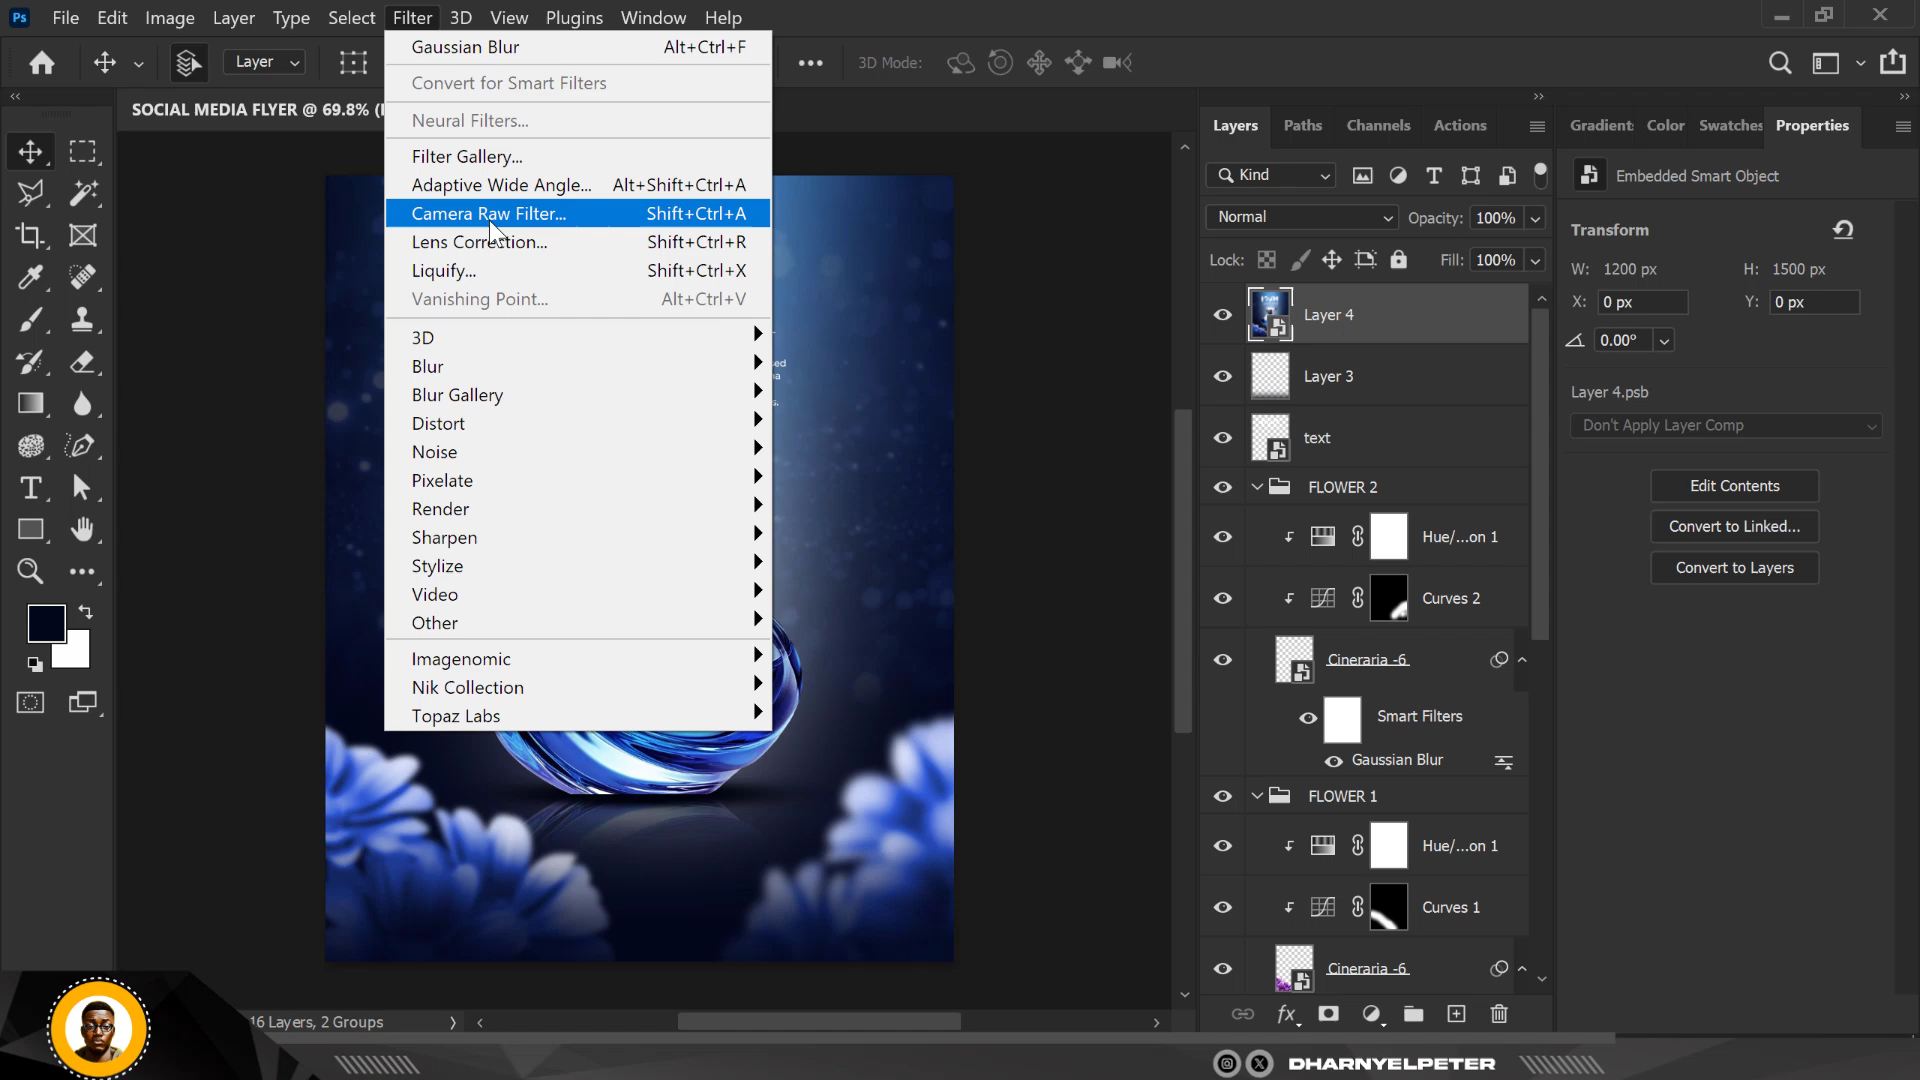 Ps File Edit Image Layer Type Select Filter 3D View Plugins Window Help
Layer
3D Mode:
SOCIAL MEDIA FLYER @ 69.8% (
Gaussian Blur Alt+Ctrl+F
Convert for Smart Filters
Neural Filters...
Filter Gallery...
Adaptive Wide Angle... Alt+Shift+Ctrl+A
Camera Raw Filter... Shift+Ctrl+A
Lens Correction... Shift+Ctrl+R
Liquify... Shift+Ctrl+X
Vanishing Point... Alt+Ctrl+V
3D
Blur
Blur Gallery
Distort
Noise
Pixelate
Render
Sharpen
Stylize
Video
Other
Imagenomic
Nik Collection
Topaz Labs
Layers Paths Channels Actions
Kind
Normal Opacity: 100%
Lock: Fill: 100%
Layer 4
Layer 3
text
FLOWER 2
Hue/...on 1
Curves 2
Cineraria -6
Smart Filters
Gaussian Blur
FLOWER 1
Hue/...on 1
Curves 1
Cineraria -6
Gradient Color Swatches Properties
Embedded Smart Object
Transform
W: 1200 px H: 1500 px
X: 0 px Y: 0 px
0.00°
Layer 4.psb
Don't Apply Layer Comp
Edit Contents
Convert to Linked...
Convert to Layers
16 Layers, 2 Groups
DHARNYELPETER